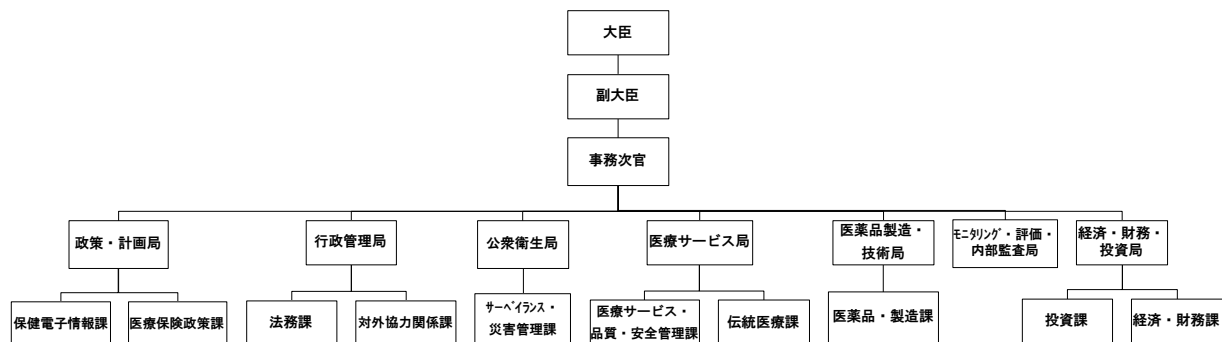 大臣
副大臣
事務次官
政策・計画局
行政管理局
公衆衛生局
医療サービス局
医薬品製造・
技術局
ﾓﾆﾀﾘﾝｸﾞ・評価・
内部監査局
経済・財務・
投資局
保健電子情報課
医療保険政策課
法務課
対外協力関係課
ｻｰﾍﾞｲﾗﾝｽ・
災害管理課
医療サービス・
品質・安全管理課
伝統医療課
医薬品・製造課
投資課
経済・財務課